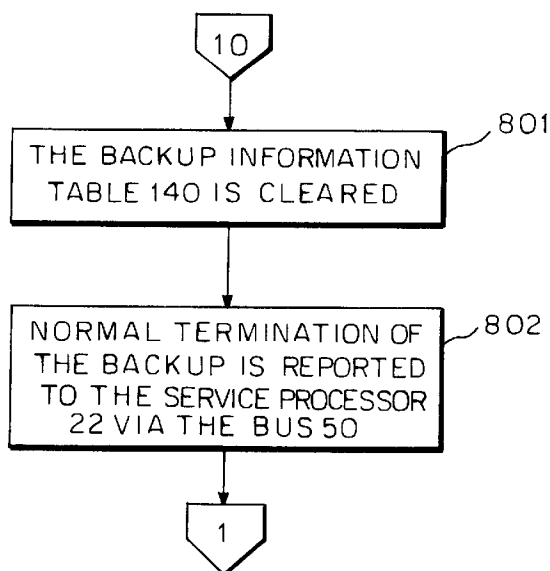 10
801
THE BACKUP INFORMATION
TABLE 140 IS CLEARED
802
NORMAL TERMINATION OF
THE BACKUP IS REPORTED
TO THE SERVICE PROCESSOR
22 VIA THE BUS 50
1